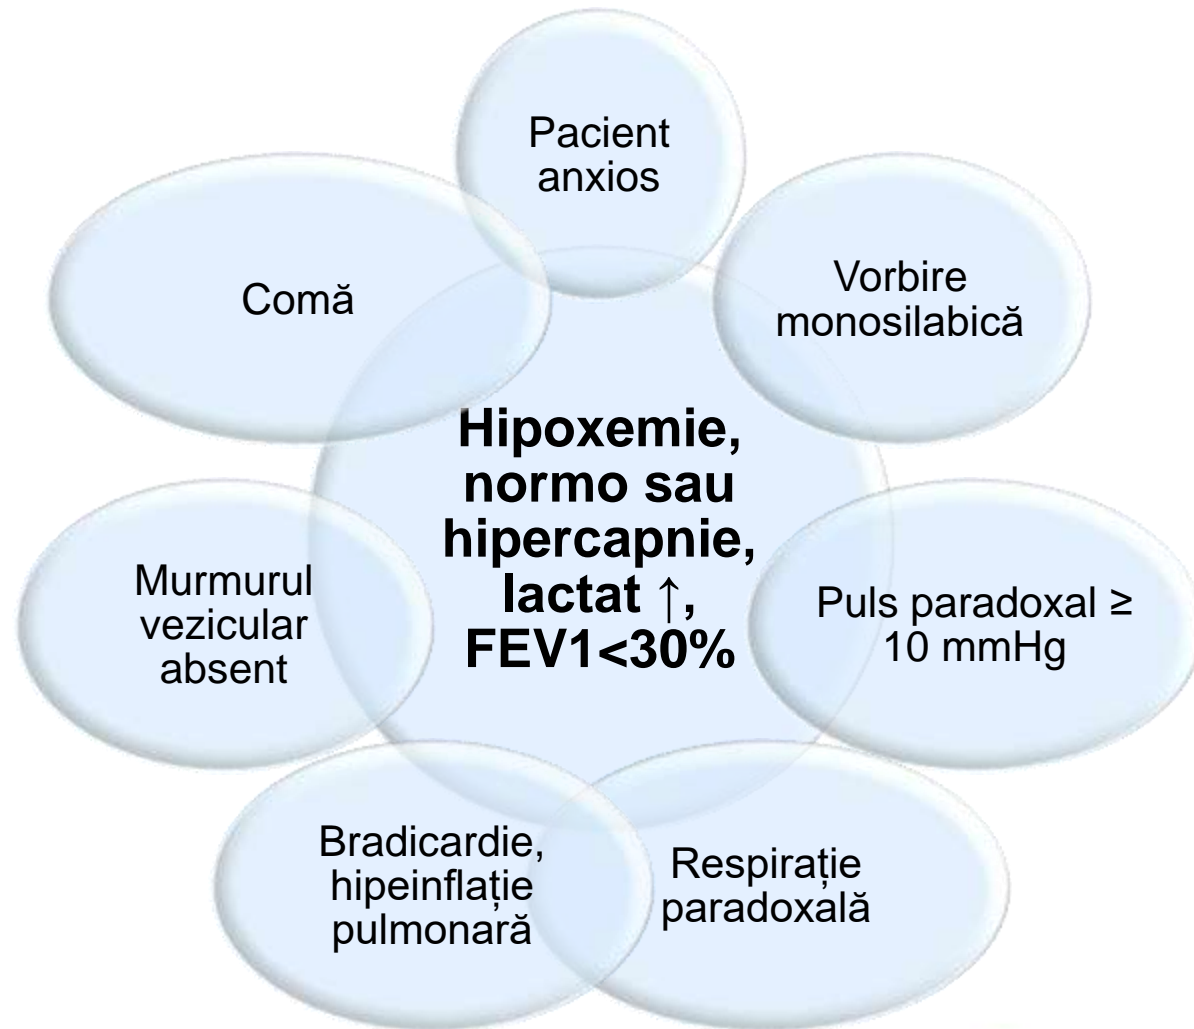 Pacient
anxios
Vorbire
monosilabică
Puls paradoxal ≥
10 mmHg
Respirație
paradoxală
Bradicardie,
hipeinflație
pulmonară
Murmurul
vezicular
absent
Comă
Hipoxemie,
normo sau
hipercapnie,
lactat ↑,
FEV1<30%